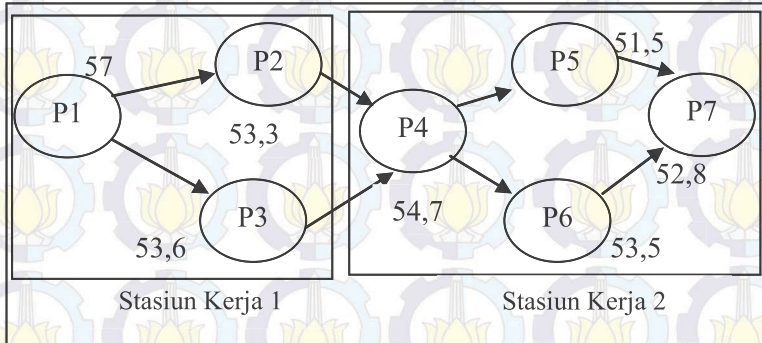 57
P1
P2
53,3
P3
53,6
P4
54,7
P5
51,5
P6
53,5
P7
52,8
Stasiun Kerja 1
Stasiun Kerja 2